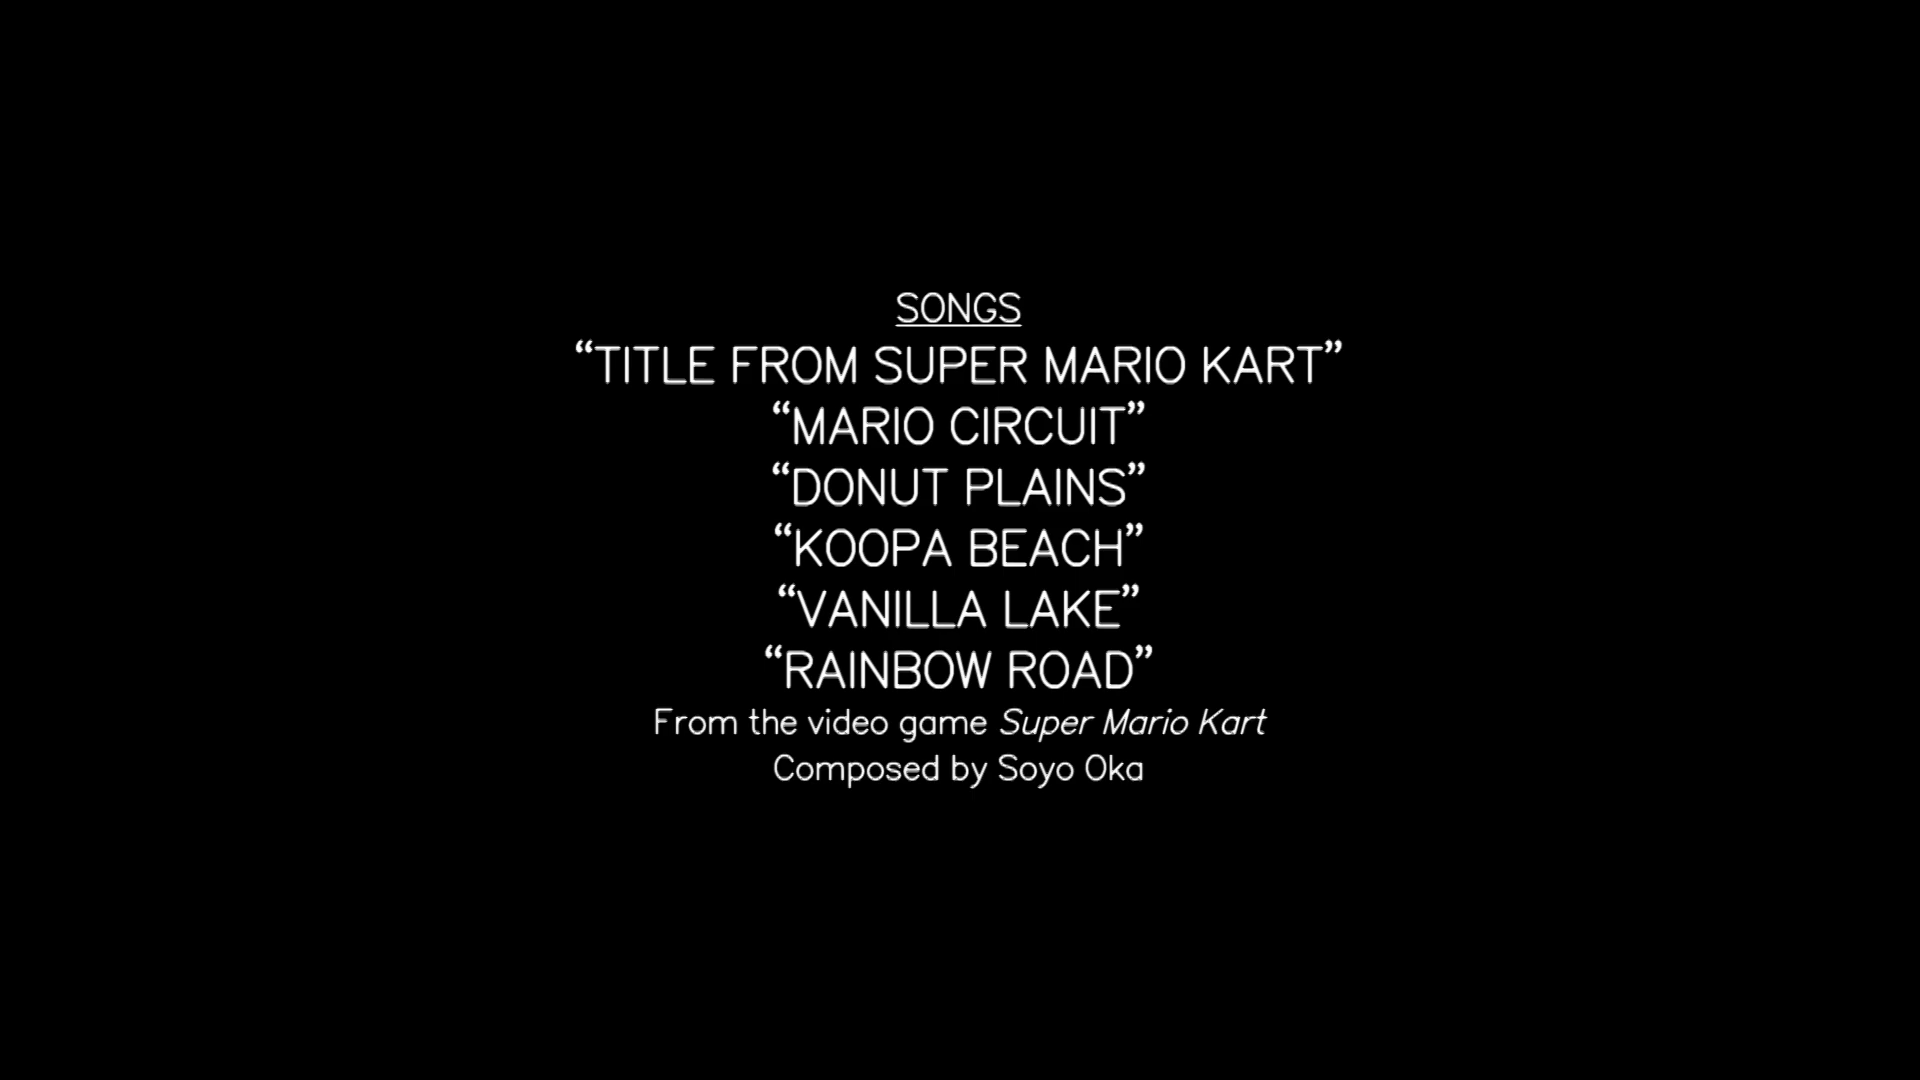 SONGS
“TITLE FROM SUPER MARIO KART”
“MARIO CIRCUIT”
“DONUT PLAINS”
“KOOPA BEACH”
“VANILLA LAKE”
“RAINBOW ROAD”
From the video game Super Mario Kart
Composed by Soyo Oka